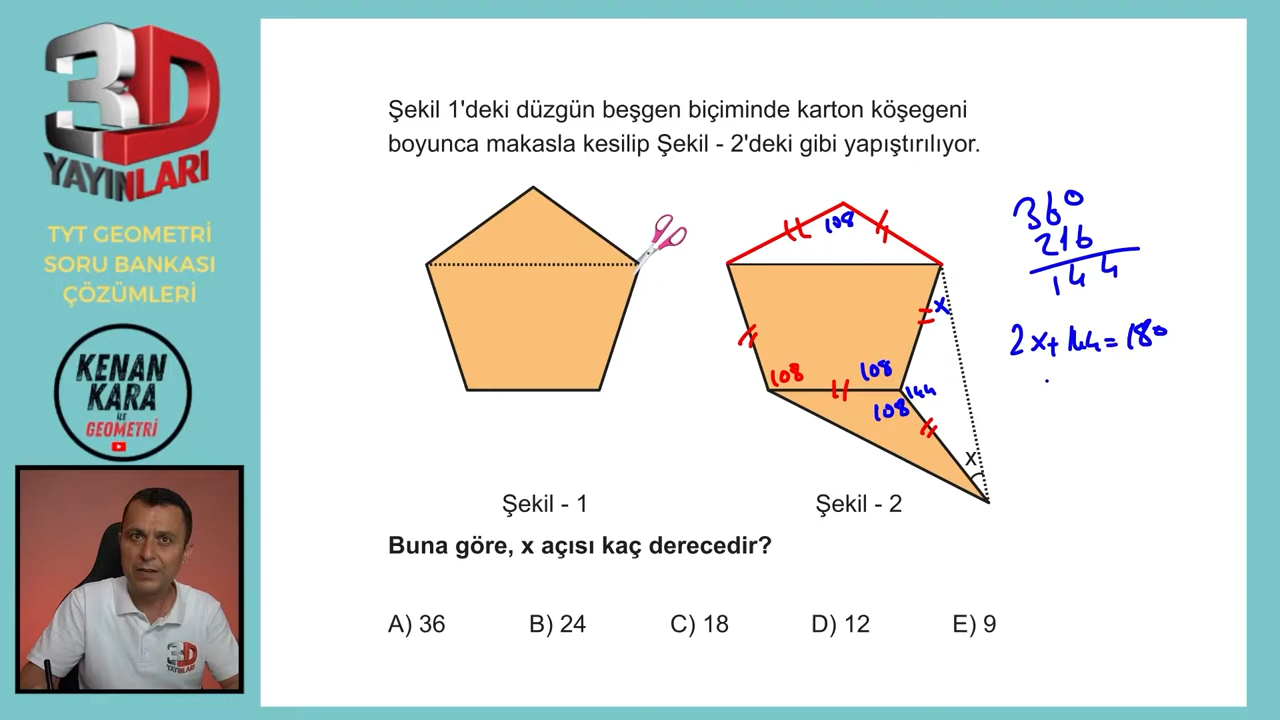 3D
YAYINLARI
TYT GEOMETRİ
SORU BANKASI
ÇÖZÜMLERİ
KENAN
KARA
İLE
GEOMETRİ
3D
YAYINLARI
Şekil 1'deki düzgün beşgen biçiminde karton köşegeni
boyunca makasla kesilip Şekil - 2'deki gibi yapıştırılıyor.
108
x
108
108
144
108
x
360
216
144
2x+144=180
Şekil - 1
Şekil - 2
Buna göre, x açısı kaç derecedir?
A) 36 B) 24 C) 18 D) 12 E) 9